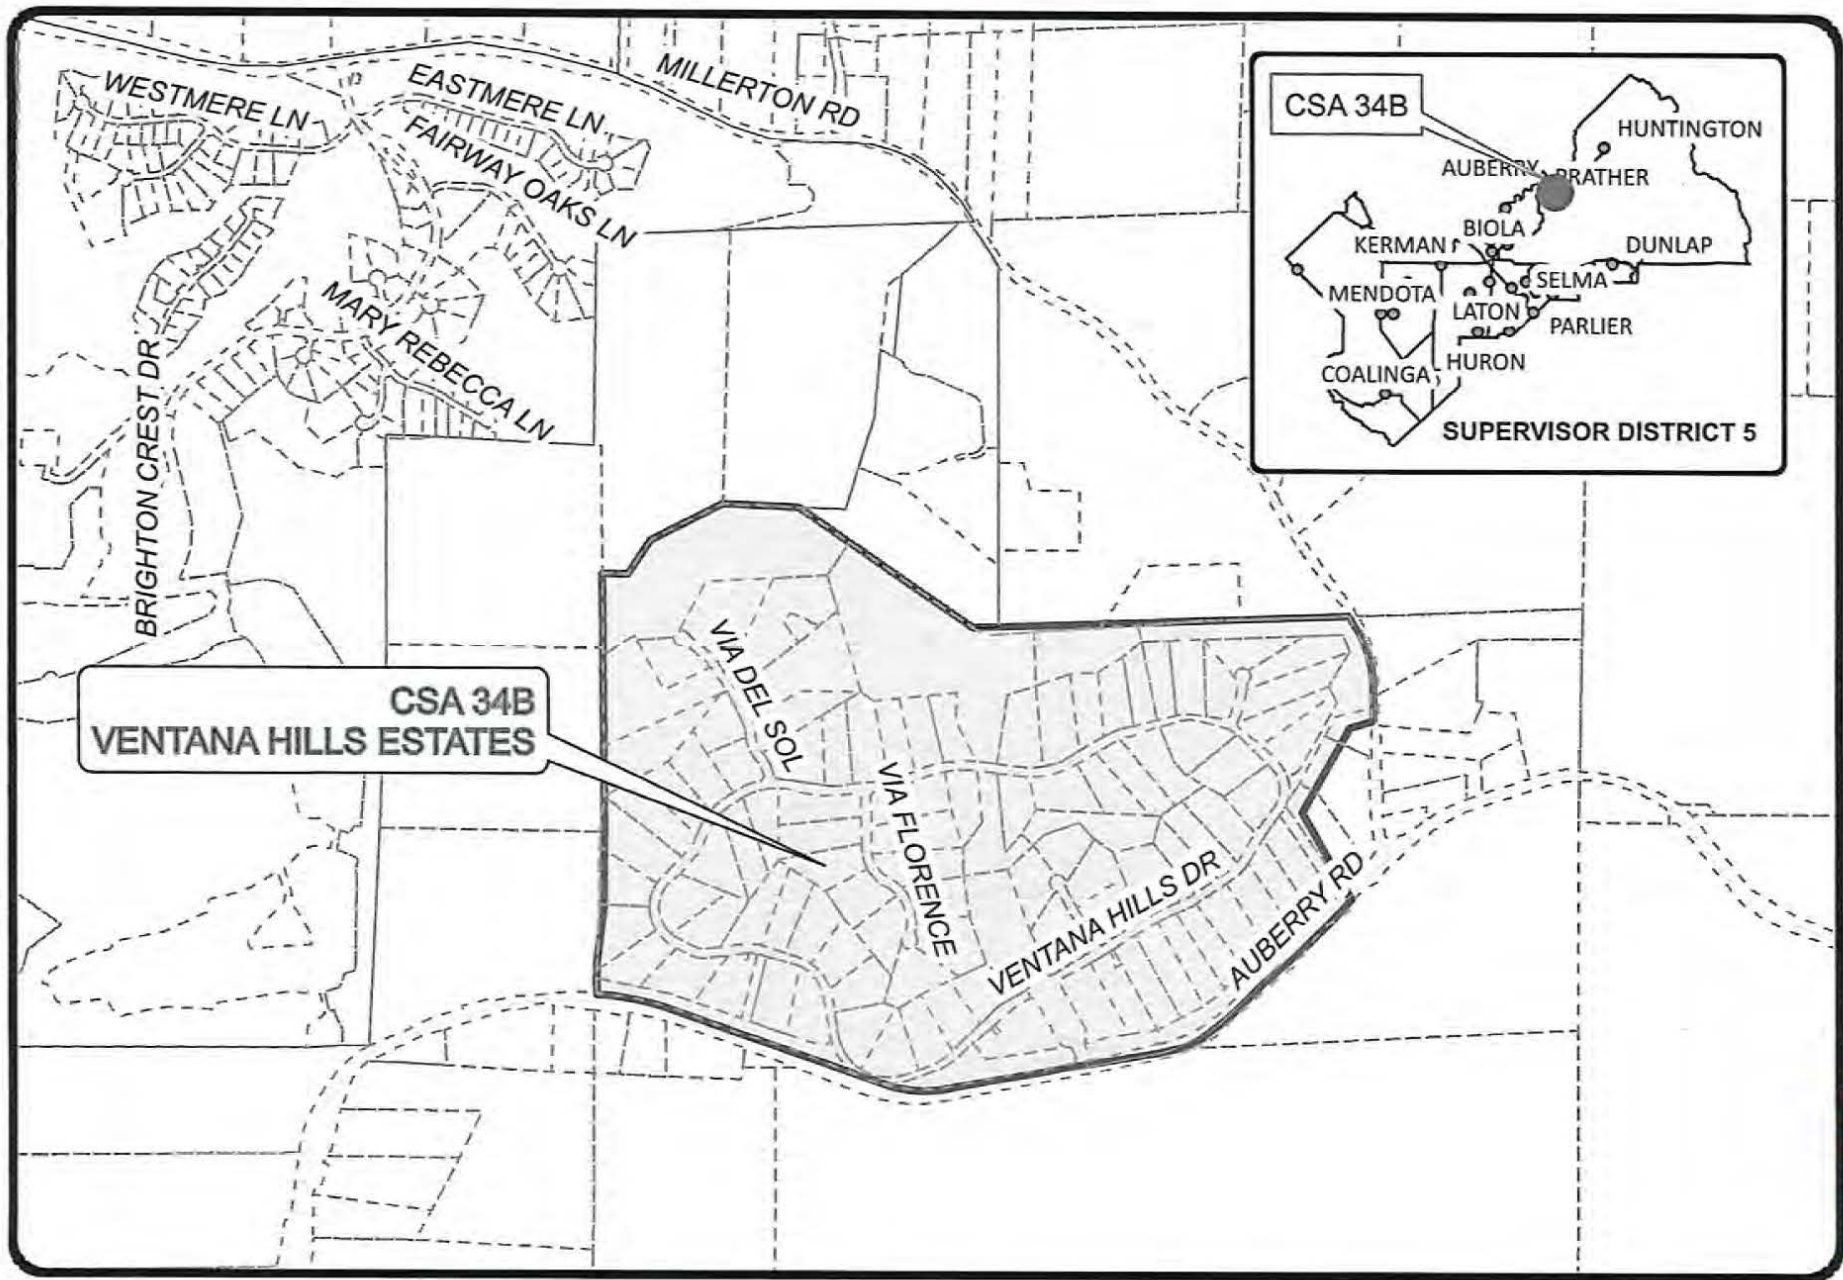 WESTMERE LN
EASTMERE LN
MILLERTON RD
FAIRWAY OAKS LN
MARY REBECCA LN
BRIGHTON CREST DR
CSA 34B
HUNTINGTON
AUBERRY
PRATHER
BIOLA
KERMAN
DUNLAP
SELMA
MENDOTA
LATON
PARLIER
HURON
COALINGA
SUPERVISOR DISTRICT 5
CSA 34B
VENTANA HILLS ESTATES
VIA DEL SOL
VIA FLORENCE
VENTANA HILLS DR
AUBERRY RD